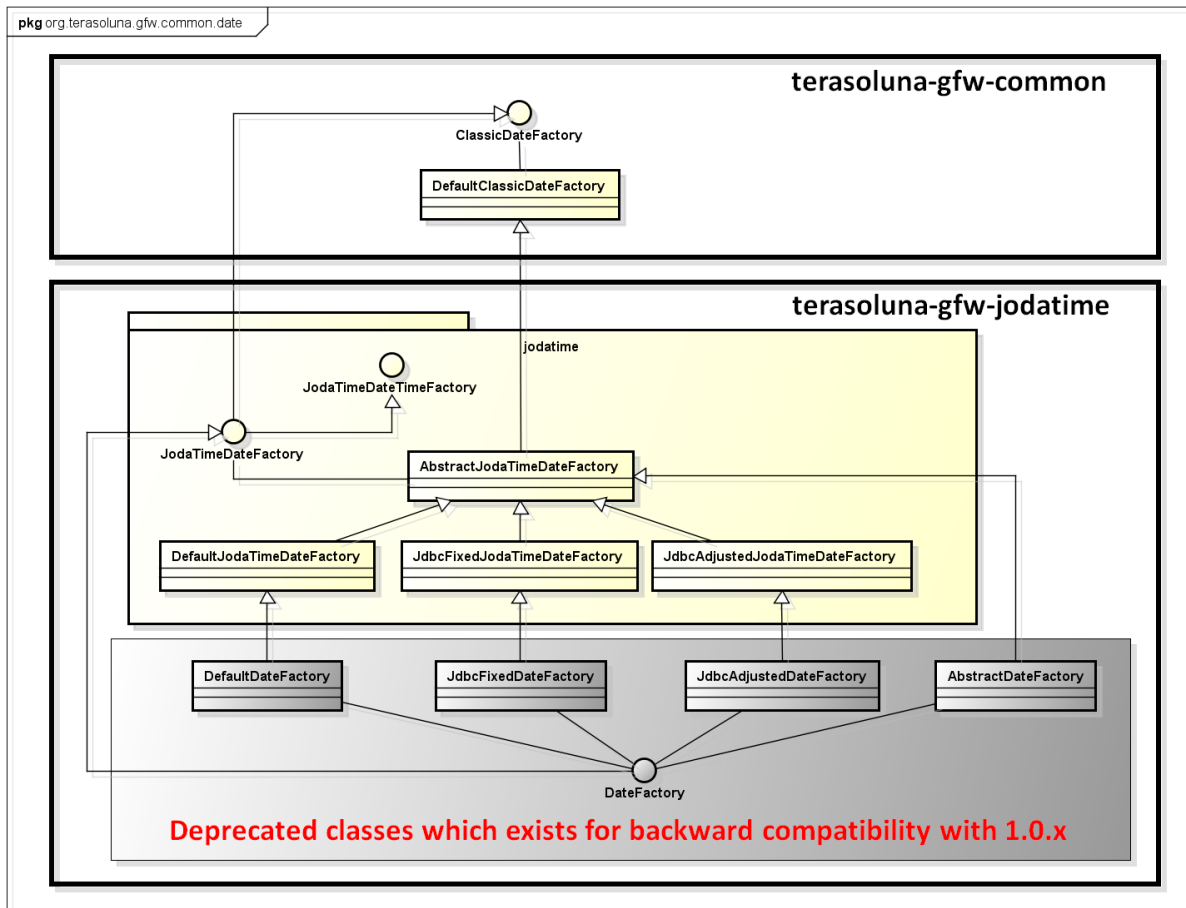 pkg org.terasoluna.gfw.common.date
terasoluna-gfw-common
ClassicDateFactory
DefaultClassicDateFactory
terasoluna-gfw-jodatime
jodatime
JodaTimeDateTimeFactory
JodaTimeDateFactory
AbstractJodaTimeDateFactory
DefaultJodaTimeDateFactory
JdbcFixedJodaTimeDateFactory
JdbcAdjustedJodaTimeDateFactory
DefaultDateFactory
JdbcFixedDateFactory
JdbcAdjustedDateFactory
AbstractDateFactory
DateFactory
Deprecated classes which exists for backward compatibility with 1.0.x